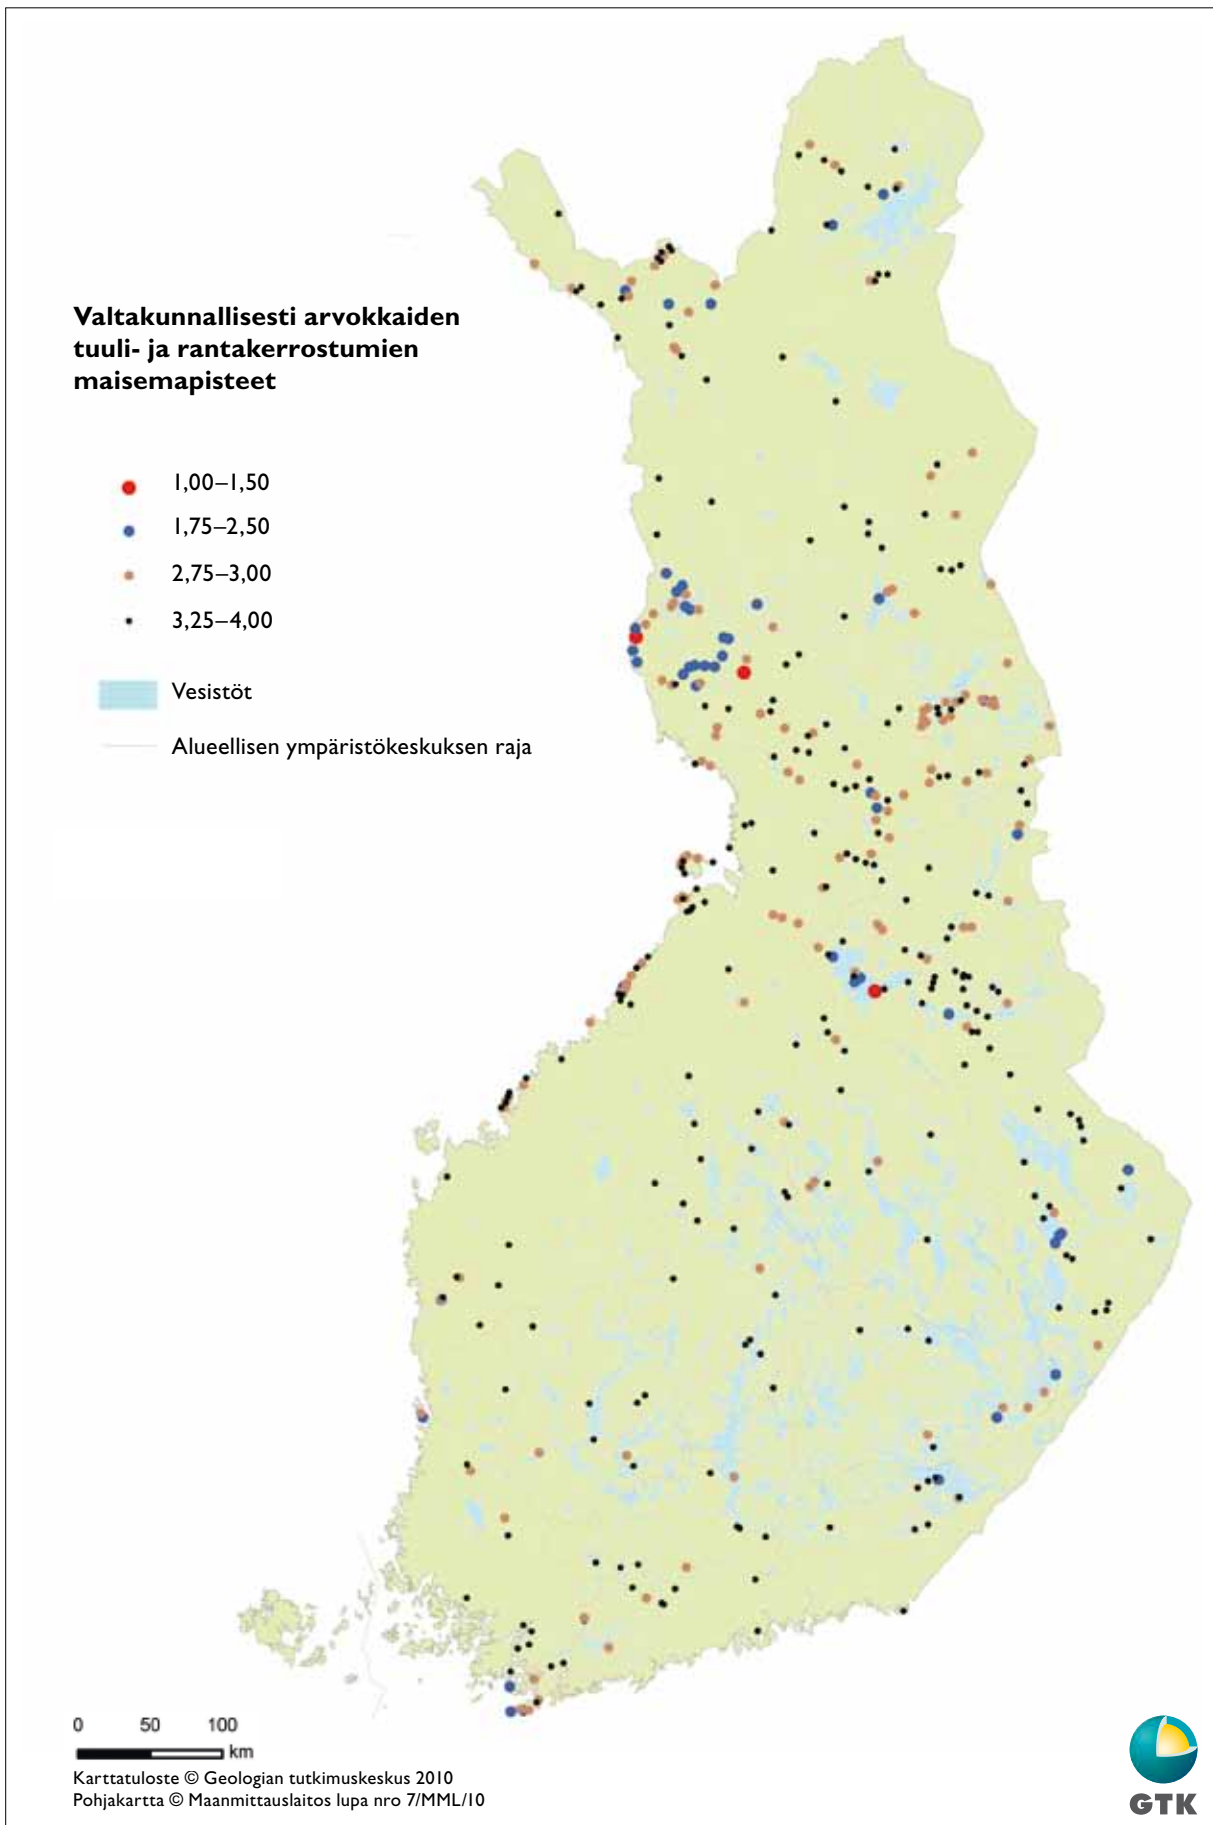 Valtakunnallisesti arvokkaiden
tuuli- ja rantakerrostumien
maisemapisteet
1,00–1,50
1,75–2,50
2,75–3,00
3,25–4,00
Vesistöt
Alueellisen ympäristökeskuksen raja
0 50 100
km
Karttatuloste © Geologian tutkimuskeskus 2010
Pohjakartta © Maanmittauslaitos lupa nro 7/MML/10
GTK